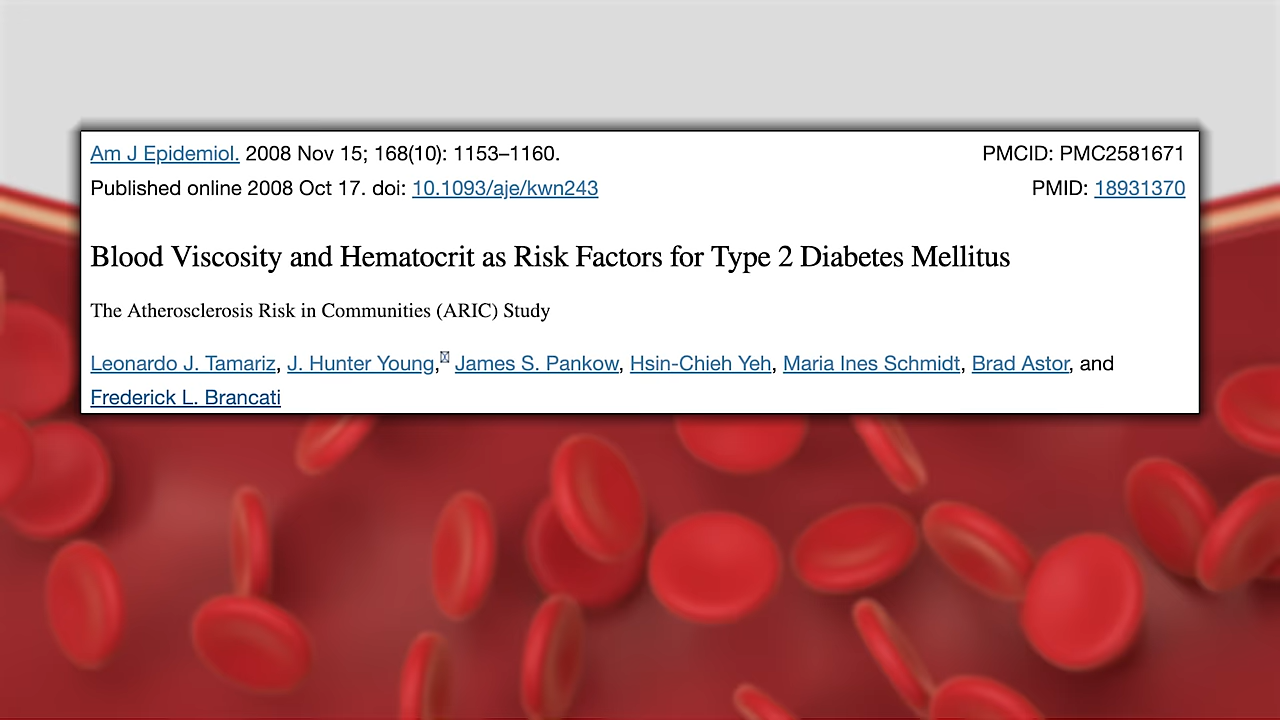 Am J Epidemiol. 2008 Nov 15; 168(10): 1153–1160. PMCID: PMC2581671
Published online 2008 Oct 17. doi: 10.1093/aje/kwn243 PMID: 18931370
Blood Viscosity and Hematocrit as Risk Factors for Type 2 Diabetes Mellitus
The Atherosclerosis Risk in Communities (ARIC) Study
Leonardo J. Tamariz, J. Hunter Young, James S. Pankow, Hsin-Chieh Yeh, Maria Ines Schmidt, Brad Astor, and
Frederick L. Brancati